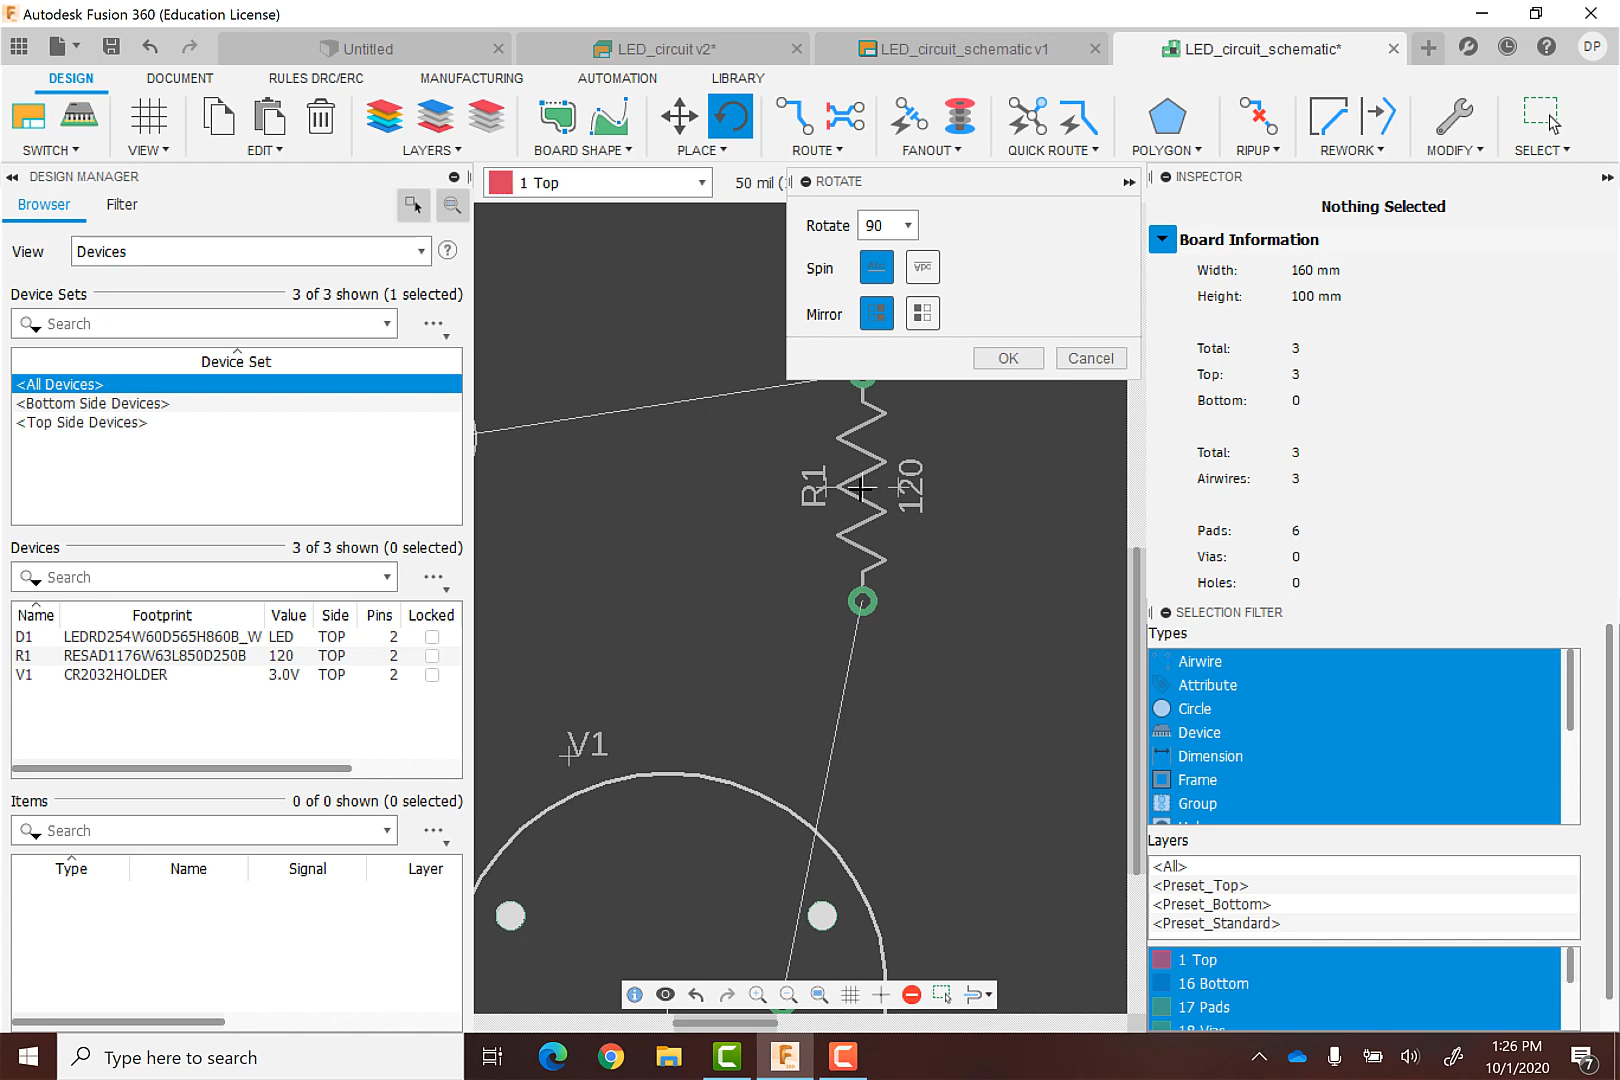 Autodesk Fusion 360 (Education License)
Untitled
LED_circuit v2*
LED_circuit_schematic v1
LED_circuit_schematic*
DP
DESIGN
DOCUMENT
RULES DRC/ERC
MANUFACTURING
AUTOMATION
LIBRARY
SWITCH
VIEW
EDIT
LAYERS
BOARD SHAPE
PLACE
ROUTE
FANOUT
QUICK ROUTE
POLYGON
RIPUP
REWORK
MODIFY
SELECT
DESIGN MANAGER
Browser
Filter
View
Devices
Device Sets
3 of 3 shown (1 selected)
Search
Device Set
<All Devices>
<Bottom Side Devices>
<Top Side Devices>
Devices
3 of 3 shown (0 selected)
Search
Name Footprint Value Side Pins Locked
D1 LEDRD254W60D565H860B_W LED TOP 2
R1 RESAD1176W63L850D250B 120 TOP 2
V1 CR2032HOLDER 3.0V TOP 2
Items
0 of 0 shown (0 selected)
Search
Type Name Signal Layer
1 Top
50 mil (
ROTATE
Rotate 90
Spin
Abc
Mirror
OK
Cancel
R1
120
V1
INSPECTOR
Nothing Selected
Board Information
Width: 160 mm
Height: 100 mm
Total: 3
Top: 3
Bottom: 0
Total: 3
Airwires: 3
Pads: 6
Vias: 0
Holes: 0
SELECTION FILTER
Types
Airwire
Attribute
Circle
Device
Dimension
Frame
Group
Layers
<All>
<Preset_Top>
<Preset_Bottom>
<Preset_Standard>
1 Top
16 Bottom
17 Pads
18 Vias
Type here to search
1:26 PM
10/1/2020
7